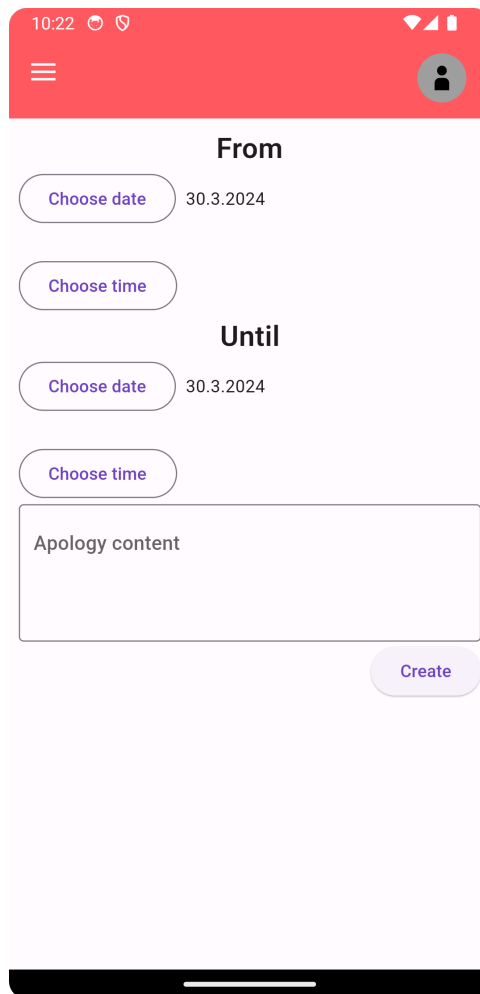 10:22
From
Choose date 30.3.2024
Choose time
Until
Choose date 30.3.2024
Choose time
Apology content
Create